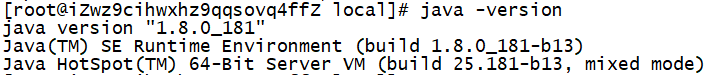 [root@iZwz9cihwxhz9qqsovq4ffZ local]# java -version
java version "1.8.0_181"
Java(TM) SE Runtime Environment (build 1.8.0_181-b13)
Java HotSpot(TM) 64-Bit Server VM (build 25.181-b13, mixed mode)